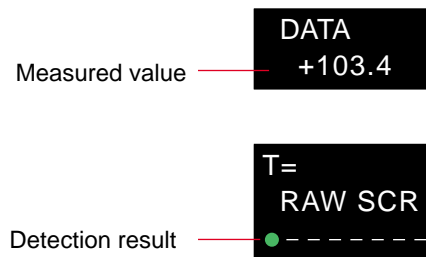 DATA
Measured value +103.4
T=
RAW SCR
Detection result